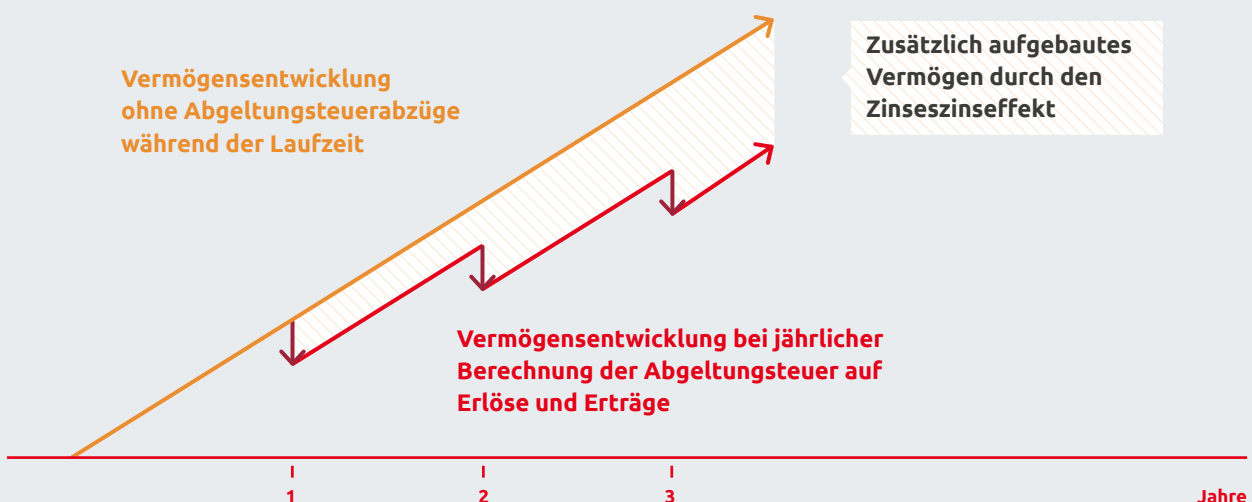 Vermögensentwicklung
ohne Abgeltungsteuerabzüge
während der Laufzeit
Zusätzlich aufgebautes
Vermögen durch den
Zinseszinseffekt
Vermögensentwicklung bei jährlicher
Berechnung der Abgeltungsteuer auf
Erlöse und Erträge
1 2 3 Jahre